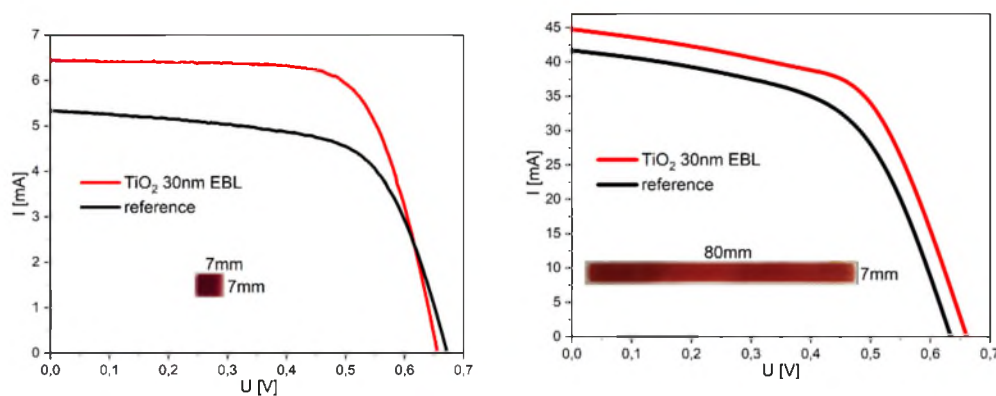 7
6
5
4
3
2
1
0
I [mA]
TiO₂ 30nm EBL
reference
7mm
7mm
0,0 0,1 0,2 0,3 0,4 0,5 0,6 0,7
U [V]
45
40
35
30
25
20
15
10
5
0
I [mA]
TiO₂ 30nm EBL
reference
80mm
7mm
0,0 0,1 0,2 0,3 0,4 0,5 0,6 0,7
U [V]